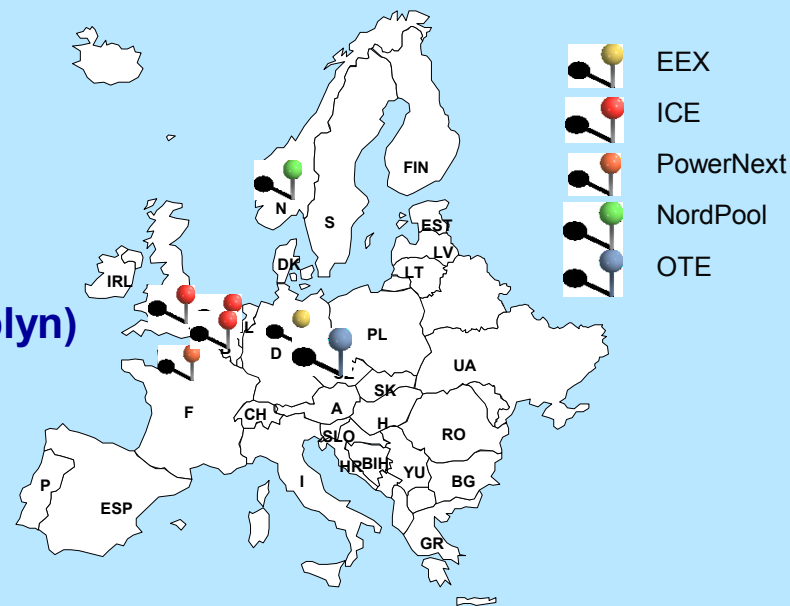 EEX
ICE
PowerNext
NordPool
OTE
FIN
N
S
EST
LV
DK
LT
IRL
lyn)
L
PL
D
UA
SK
F
CH
A
H
SLO
RO
HR
BIH
YU
P
I
BG
ESP
GR